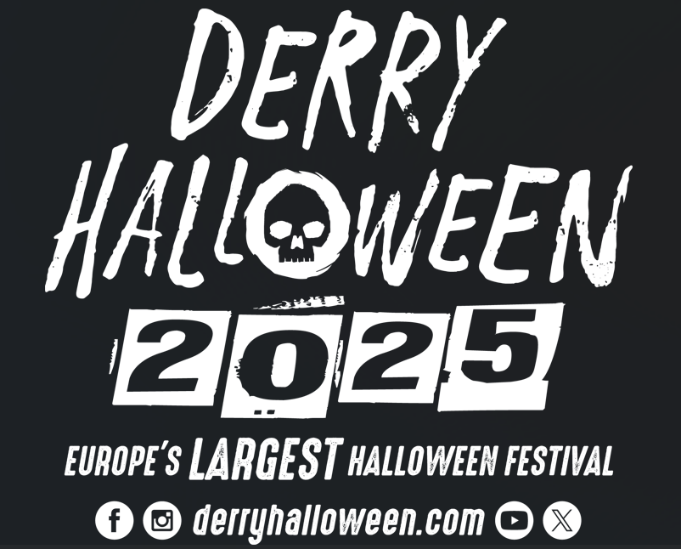 DERRY
HALLOWEEN
2025
EUROPE'S LARGEST HALLOWEEN FESTIVAL
derryhalloween.com